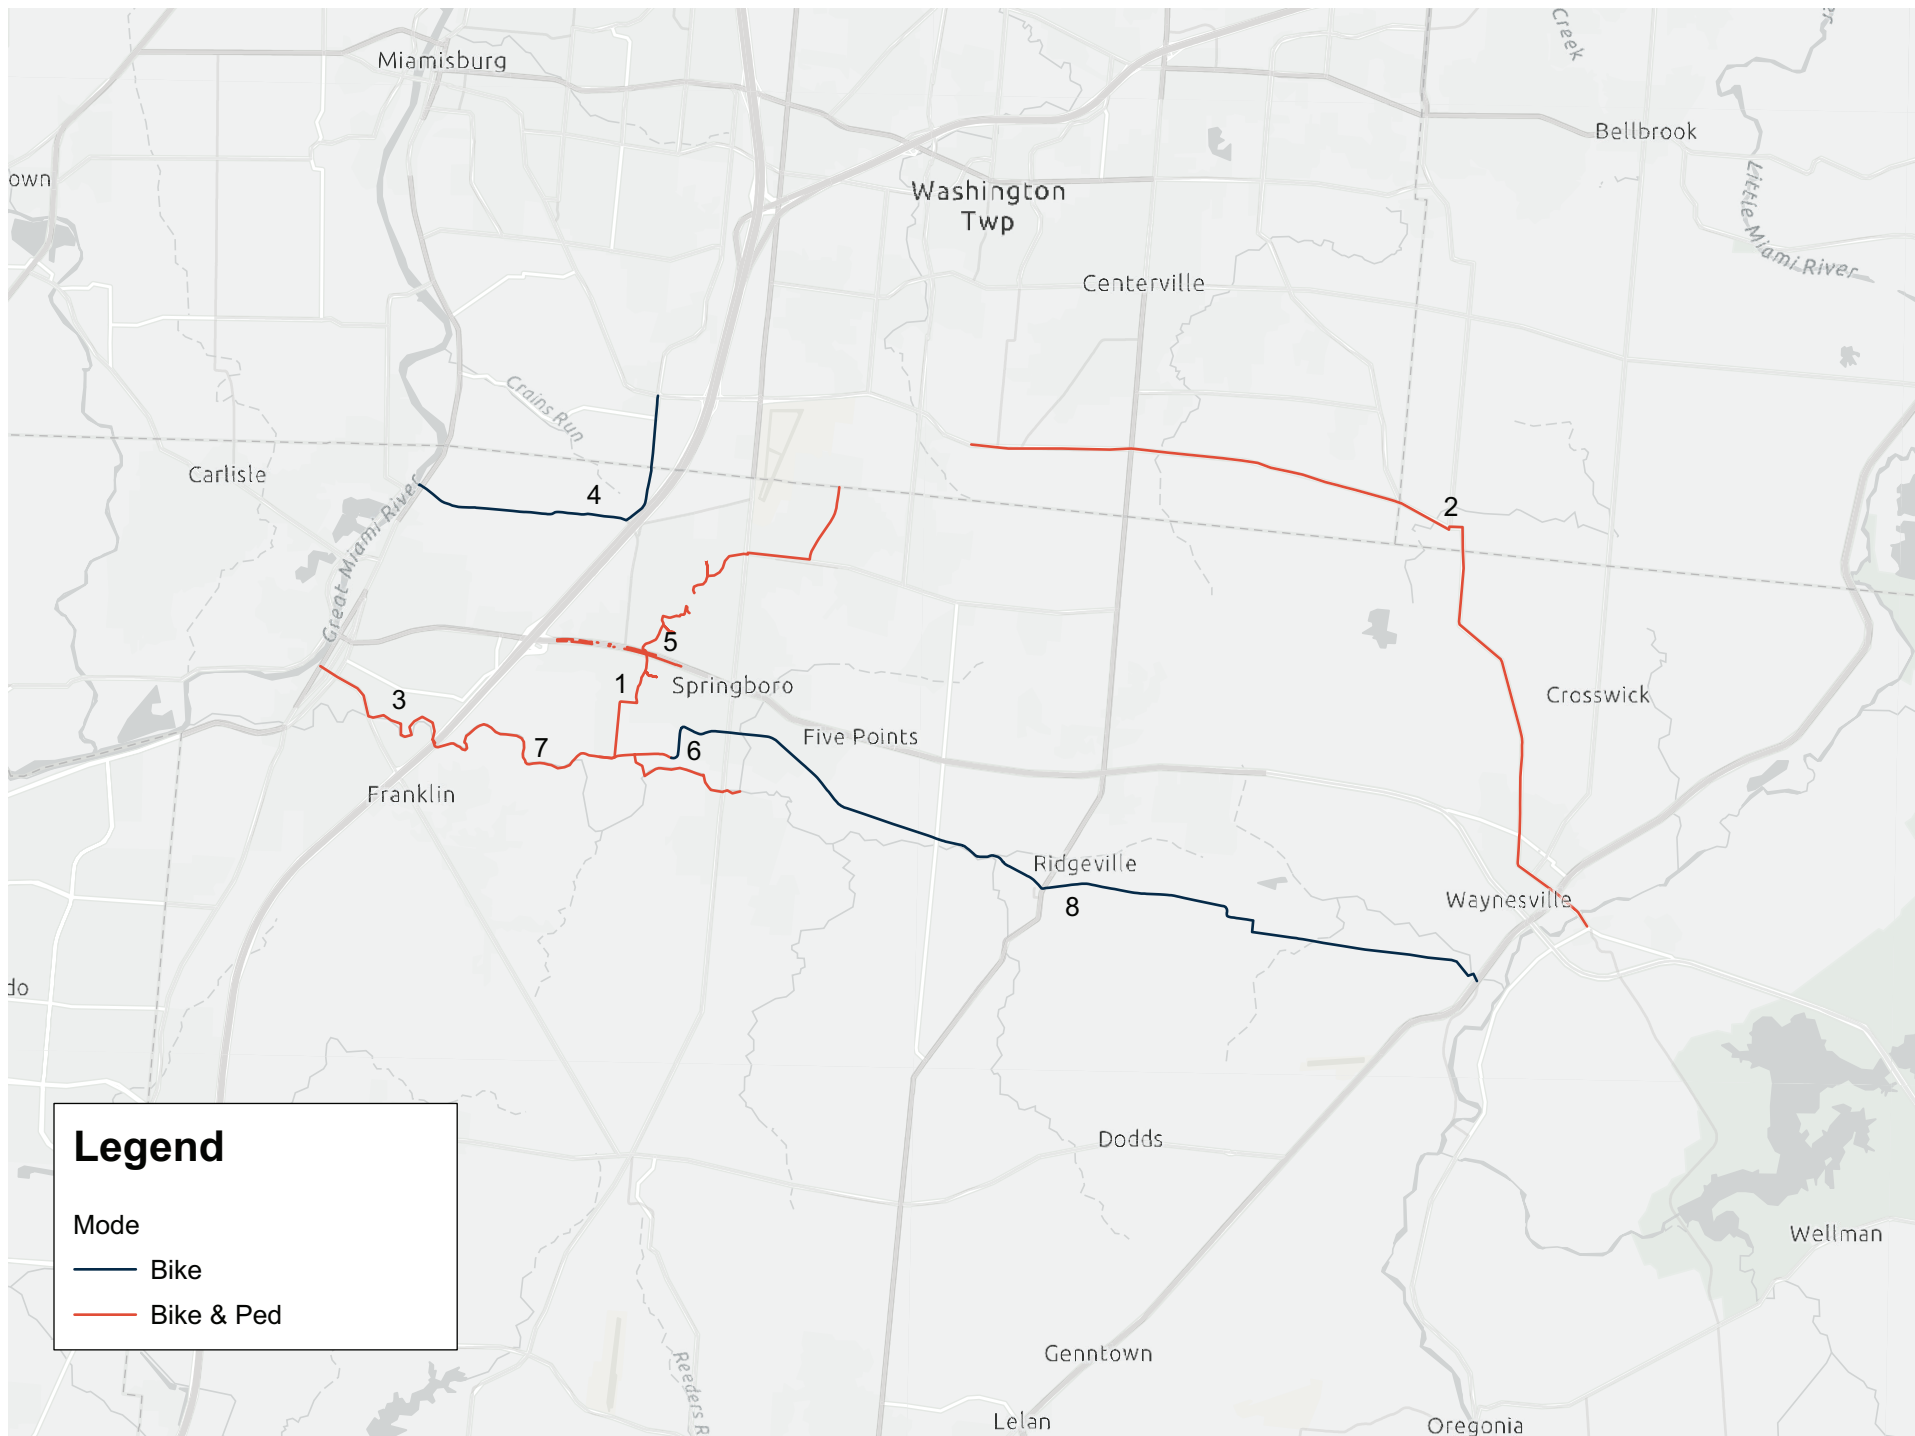 Miamisburg
Creek
Bellbrook
own
Washington
Twp
Little Miami River
Centerville
Crains Run
Carlisle
4
2
Great Miami River
5
1
Springboro
3
Crosswick
Five Points
7
6
Franklin
Ridgeville
Waynesville
8
do
Legend
Mode
Bike
Bike & Ped
Dodds
Wellman
Genntown
Reeders R
Lelan
Oregonia